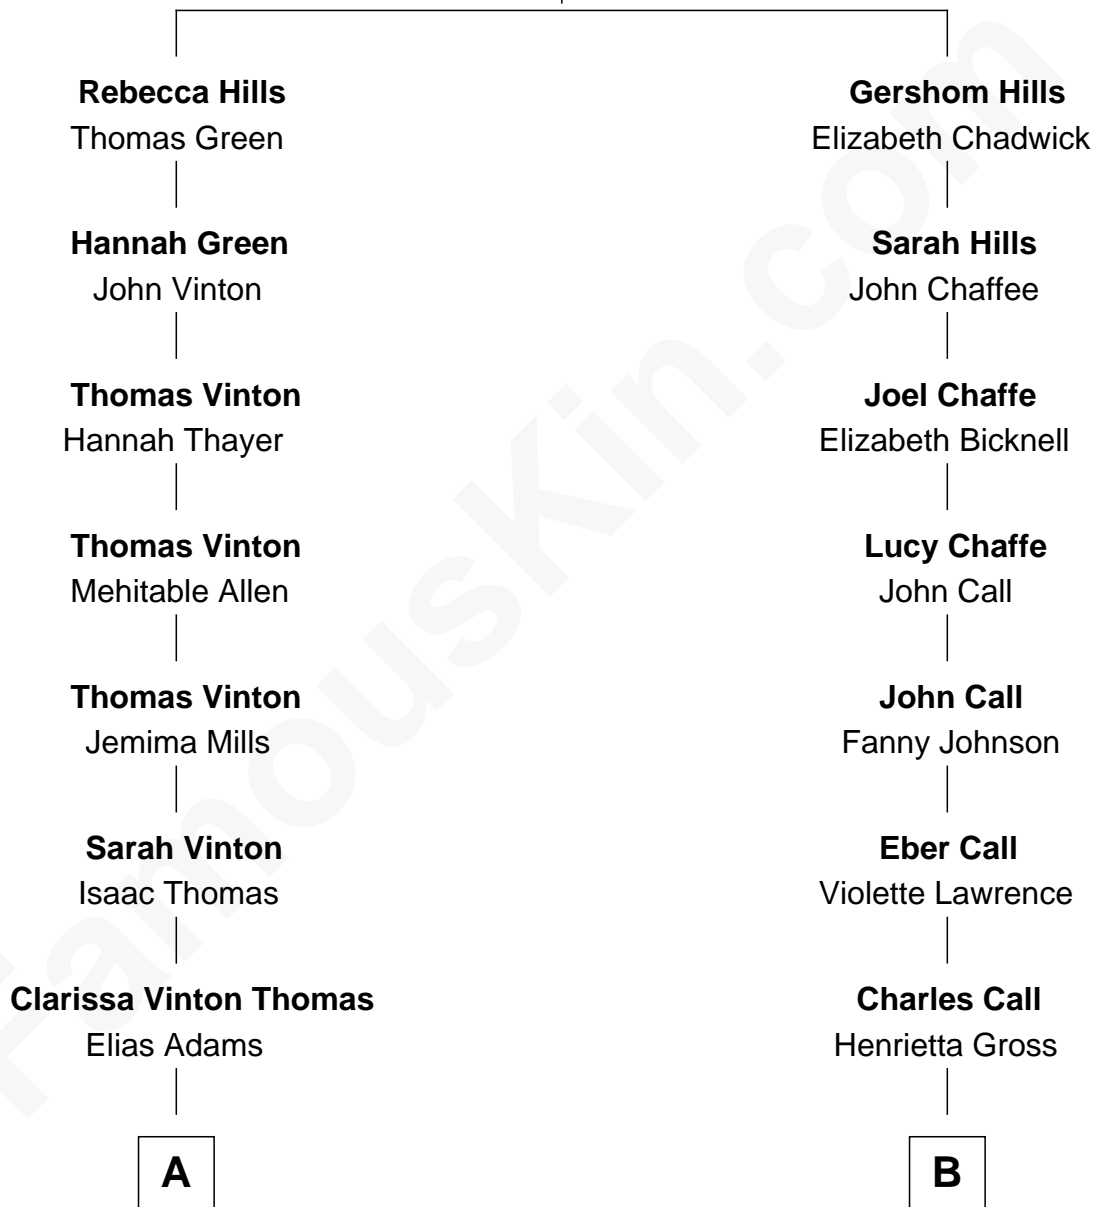 Rebecca Hills
Thomas Green
Gershom Hills
Elizabeth Chadwick
Hannah Green
John Vinton
Sarah Hills
John Chaffee
Thomas Vinton
Hannah Thayer
Joel Chaffe
Elizabeth Bicknell
Thomas Vinton
Mehitable Allen
Lucy Chaffe
John Call
Thomas Vinton
Jemima Mills
John Call
Fanny Johnson
Sarah Vinton
Isaac Thomas
Eber Call
Violette Lawrence
Clarissa Vinton Thomas
Elias Adams
Charles Call
Henrietta Gross
A
B
FamousKin.com